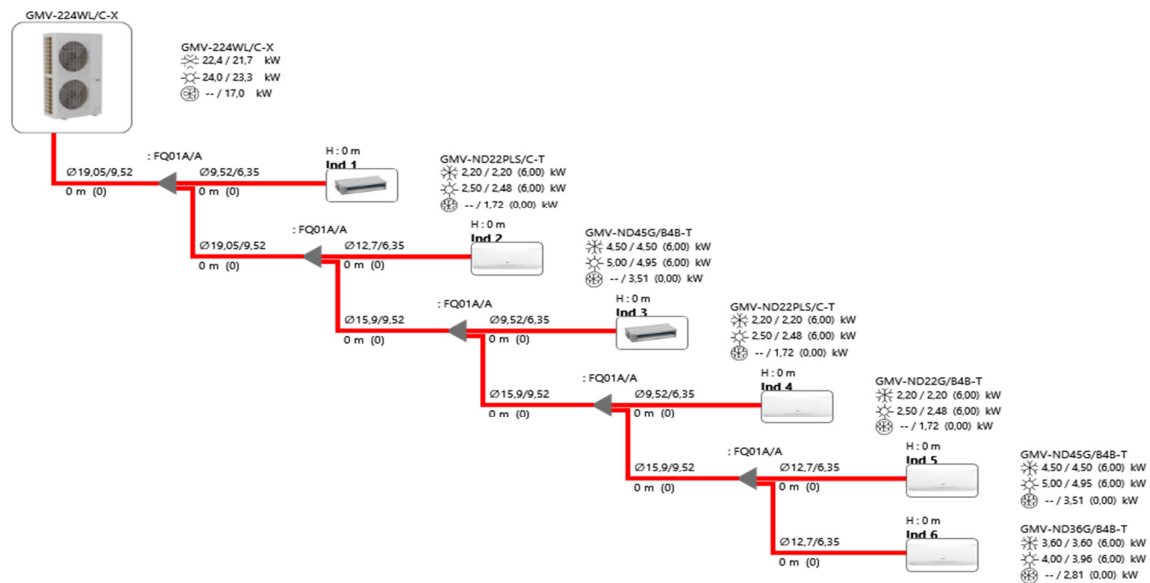 GMV-224WL/C-X
GMV-224WL/C-X
22,4 / 21,7 kW
24,0 / 23,3 kW
-- / 17,0 kW
: FQ01A/A
Ø19,05/9,52
0 m (0)
Ø9,52/6,35
0 m (0)
H : 0 m
Ind 1
GMV-ND22PLS/C-T
2,20 / 2,20 (6,00) kW
2,50 / 2,48 (6,00) kW
-- / 1,72 (0,00) kW
: FQ01A/A
Ø19,05/9,52
0 m (0)
Ø12,7/6,35
0 m (0)
H : 0 m
Ind 2
GMV-ND45G/B4B-T
4,50 / 4,50 (6,00) kW
5,00 / 4,95 (6,00) kW
-- / 3,51 (0,00) kW
: FQ01A/A
Ø15,9/9,52
0 m (0)
Ø9,52/6,35
0 m (0)
H : 0 m
Ind 3
GMV-ND22PLS/C-T
2,20 / 2,20 (6,00) kW
2,50 / 2,48 (6,00) kW
-- / 1,72 (0,00) kW
: FQ01A/A
Ø15,9/9,52
0 m (0)
Ø9,52/6,35
0 m (0)
H : 0 m
Ind 4
GMV-ND22G/B4B-T
2,20 / 2,20 (6,00) kW
2,50 / 2,48 (6,00) kW
-- / 1,72 (0,00) kW
: FQ01A/A
Ø15,9/9,52
0 m (0)
Ø12,7/6,35
0 m (0)
H : 0 m
Ind 5
GMV-ND45G/B4B-T
4,50 / 4,50 (6,00) kW
5,00 / 4,95 (6,00) kW
-- / 3,51 (0,00) kW
Ø12,7/6,35
0 m (0)
H : 0 m
Ind 6
GMV-ND36G/B4B-T
3,60 / 3,60 (6,00) kW
4,00 / 3,96 (6,00) kW
-- / 2,81 (0,00) kW